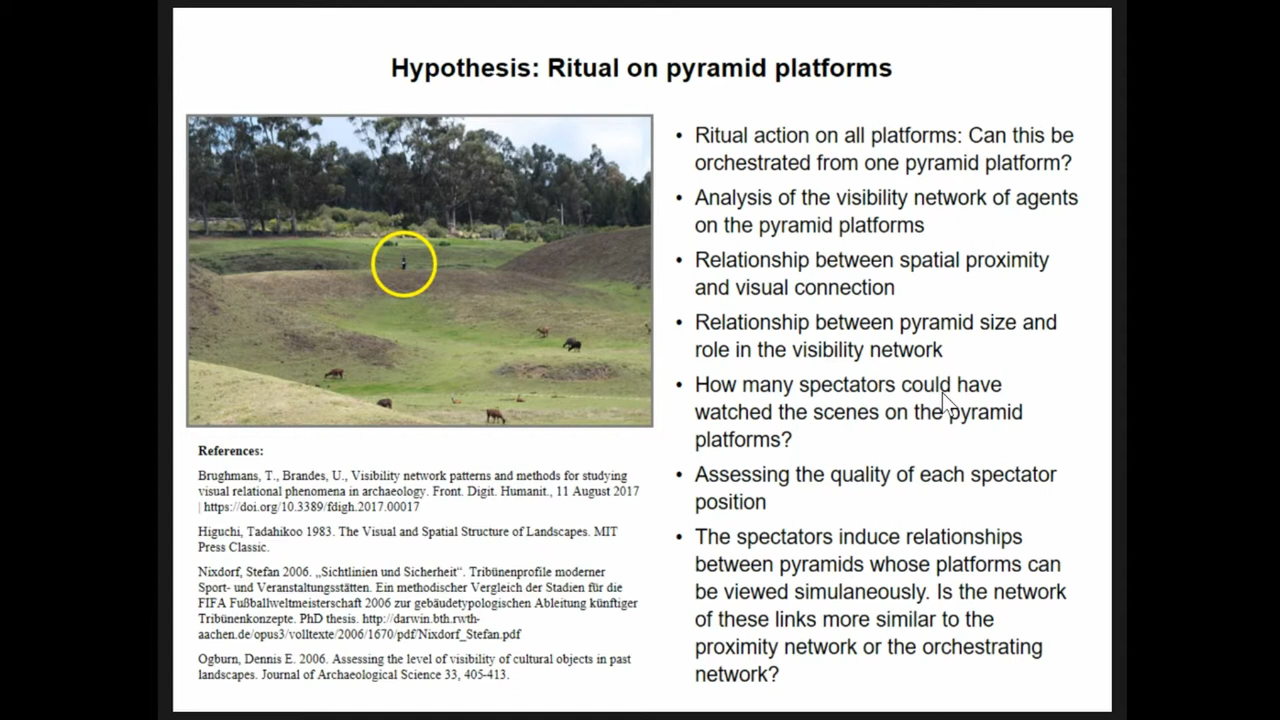 Hypothesis: Ritual on pyramid platforms
• Ritual action on all platforms: Can this be
orchestrated from one pyramid platform?
• Analysis of the visibility network of agents
on the pyramid platforms
• Relationship between spatial proximity
and visual connection
• Relationship between pyramid size and
role in the visibility network
• How many spectators could have
watched the scenes on the pyramid
platforms?
• Assessing the quality of each spectator
position
• The spectators induce relationships
between pyramids whose platforms can
be viewed simulaneously. Is the network
of these links more similar to the
proximity network or the orchestrating
network?
References:
Brughmans, T., Brandes, U., Visibility network patterns and methods for studying
visual relational phenomena in archaeology. Front. Digit. Humanit., 11 August 2017
| https://doi.org/10.3389/fdigh.2017.00017
Higuchi, Tadahikoo 1983. The Visual and Spatial Structure of Landscapes. MIT
Press Classic.
Nixdorf, Stefan 2006. „Sichtlinien und Sicherheit“. Tribünenprofile moderner
Sport- und Veranstaltungsstätten. Ein methodischer Vergleich der Stadien für die
FIFA Fußballweltmeisterschaft 2006 zur gebäudetypologischen Ableitung künftiger
Tribünenkonzepte. PhD thesis. http://darwin.bth.rwth-
aachen.de/opus3/volltexte/2006/1670/pdf/Nixdorf_Stefan.pdf
Ogburn, Dennis E. 2006. Assessing the level of visibility of cultural objects in past
landscapes. Journal of Archaeological Science 33, 405-413.